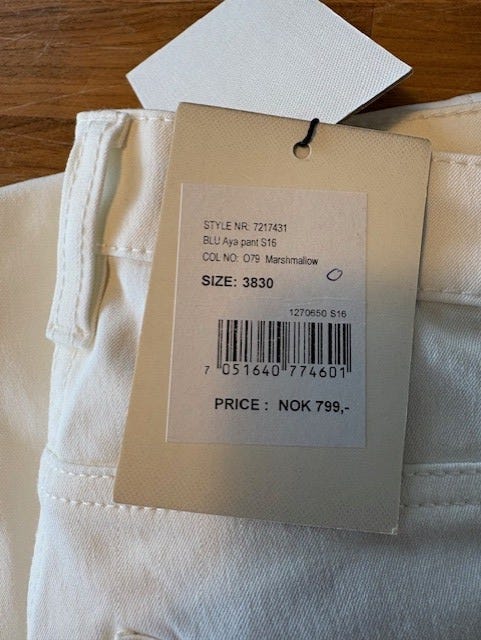 STYLE NR: 7217431
BLU Aya pant S16
COL NO: O79 Marshmallow
SIZE: 3830
1270650 S16
7 051640 774601
PRICE : NOK 799,-